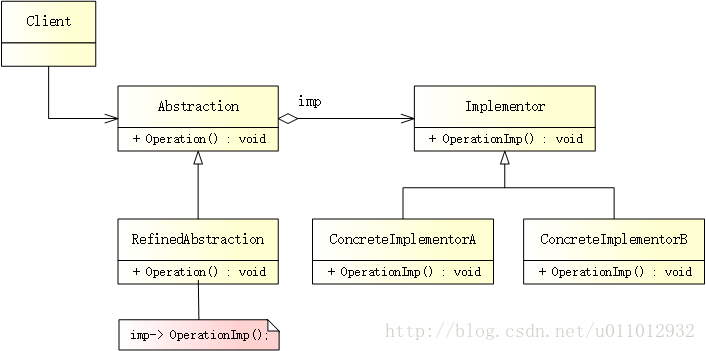 Client
Abstraction
+ Operation() : void
imp
Implementor
+ OperationImp() : void
RefinedAbstraction
+ Operation() : void
ConcreteImplementorA
+ OperationImp() : void
ConcreteImplementorB
+ OperationImp() : void
imp-> OperationImp();
http://blog.csdn.net/u011012932